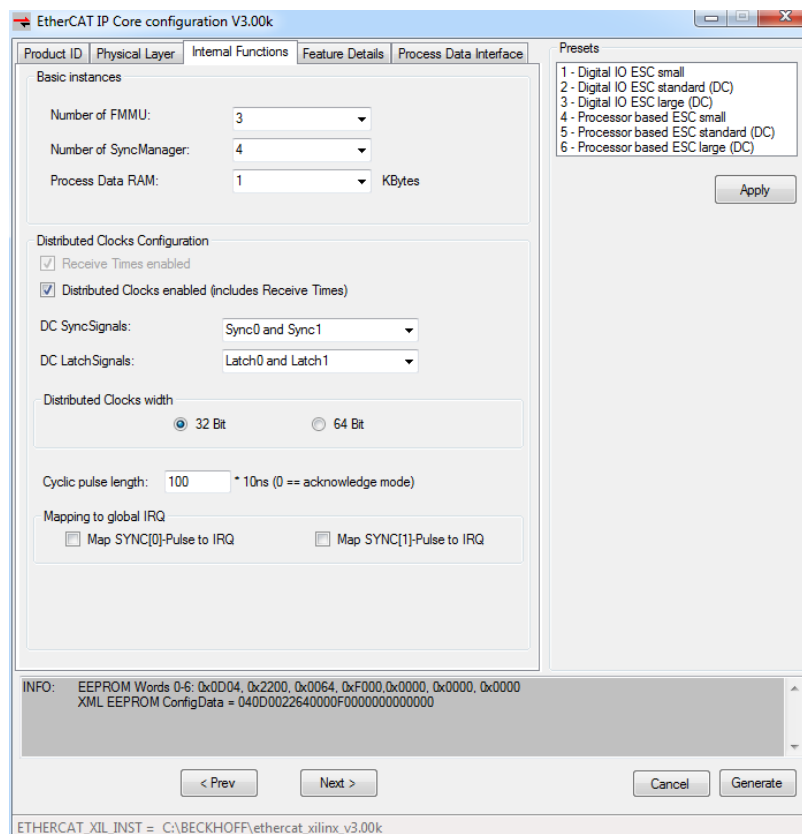 EtherCAT IP Core configuration V3.00k
Product ID Physical Layer Internal Functions Feature Details Process Data Interface
Basic instances
Number of FMMU: 3
Number of SyncManager: 4
Process Data RAM: 1 KBytes
Distributed Clocks Configuration
Receive Times enabled
Distributed Clocks enabled (includes Receive Times)
DC SyncSignals: Sync0 and Sync1
DC LatchSignals: Latch0 and Latch1
Distributed Clocks width
32 Bit 64 Bit
Cyclic pulse length: 100 * 10ns (0 == acknowledge mode)
Mapping to global IRQ
Map SYNC[0]-Pulse to IRQ Map SYNC[1]-Pulse to IRQ
Presets
1 - Digital IO ESC small
2 - Digital IO ESC standard (DC)
3 - Digital IO ESC large (DC)
4 - Processor based ESC small
5 - Processor based ESC standard (DC)
6 - Processor based ESC large (DC)
Apply
INFO: EEPROM Words 0-6: 0x0D04, 0x2200, 0x0064, 0xF000,0x0000, 0x0000, 0x0000
XML EEPROM ConfigData = 040D0022640000F0000000000000
< Prev Next > Cancel Generate
ETHERCAT_XIL_INST = C:\BECKHOFF\ethercat_xilinx_v3.00k